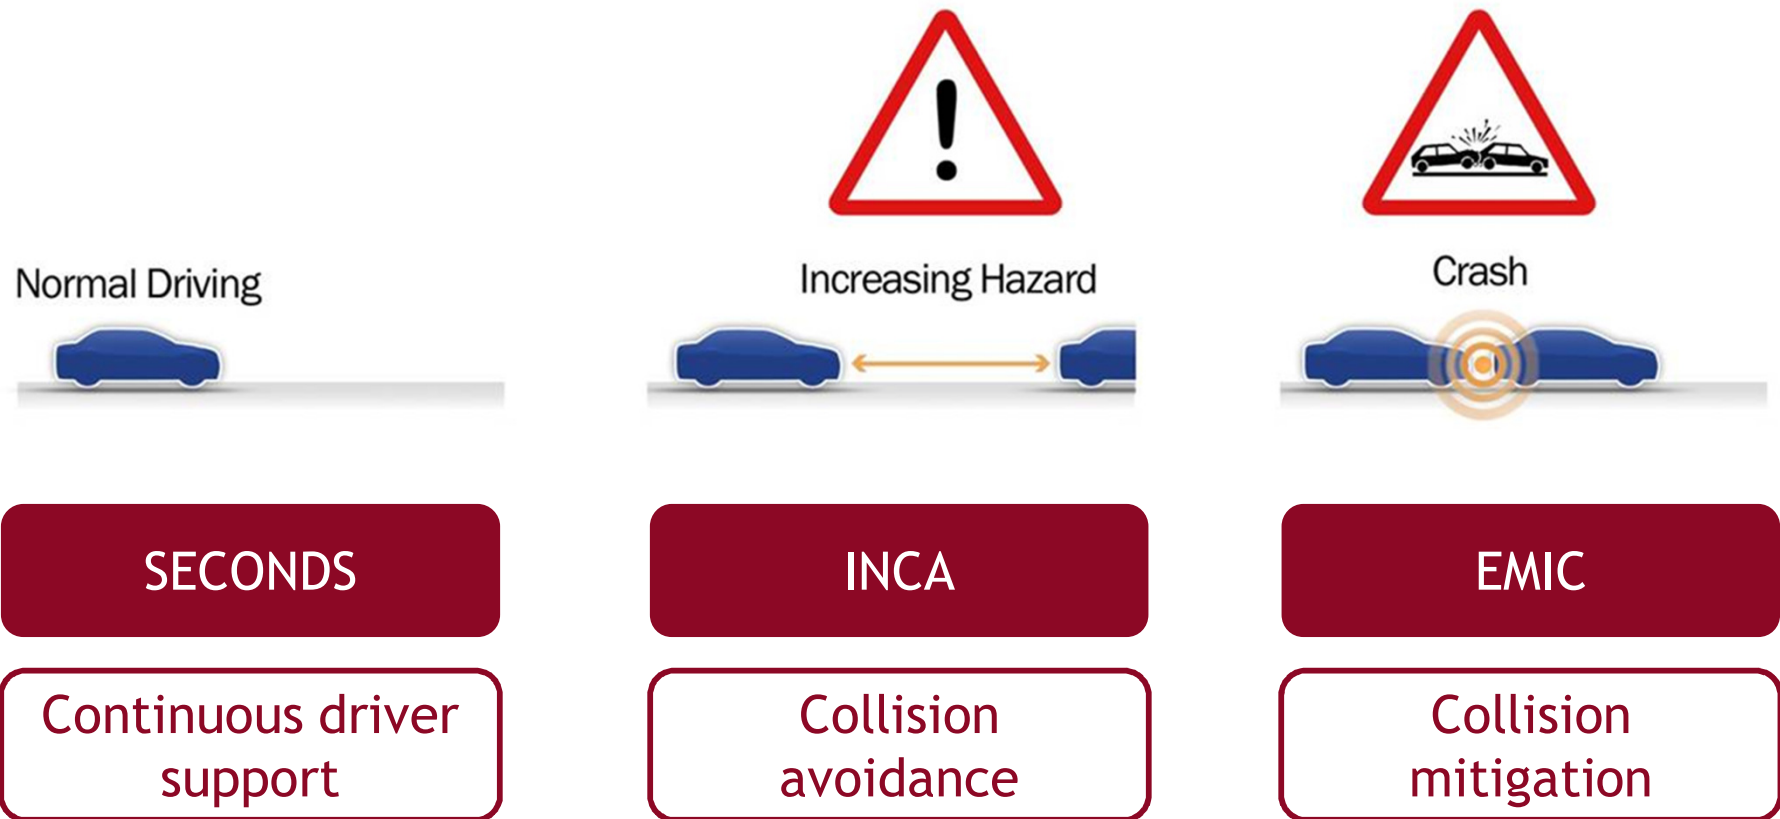 Normal Driving
Increasing Hazard
Crash
SECONDS
INCA
EMIC
Continuous driver
support
Collision
avoidance
Collision
mitigation